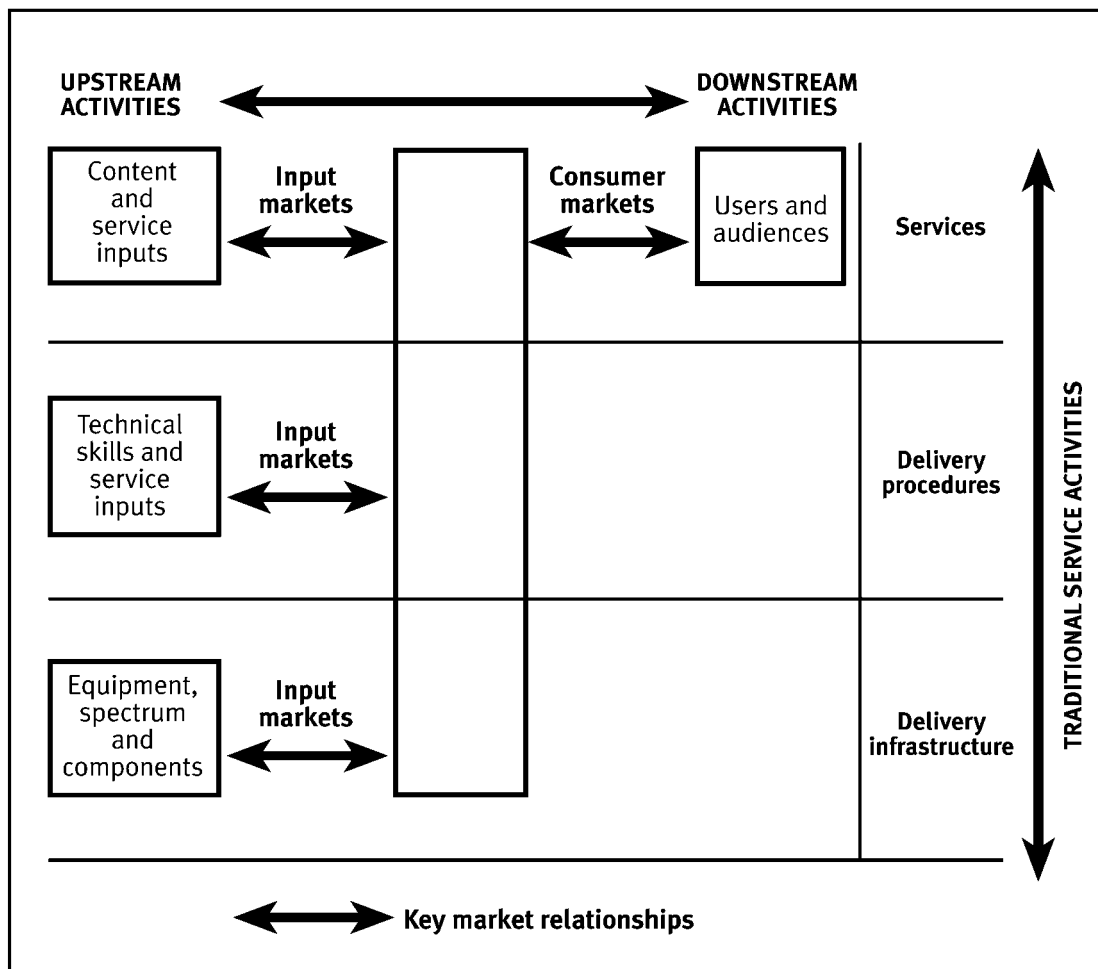 UPSTREAM
ACTIVITIES
DOWNSTREAM
ACTIVITIES
Content
and
service
inputs
Input
markets
Consumer
markets
Users and
audiences
Services
Technical
skills and
service
inputs
Input
markets
Delivery
procedures
Equipment,
spectrum
and
components
Input
markets
Delivery
infrastructure
TRADITIONAL SERVICE ACTIVITIES
Key market relationships